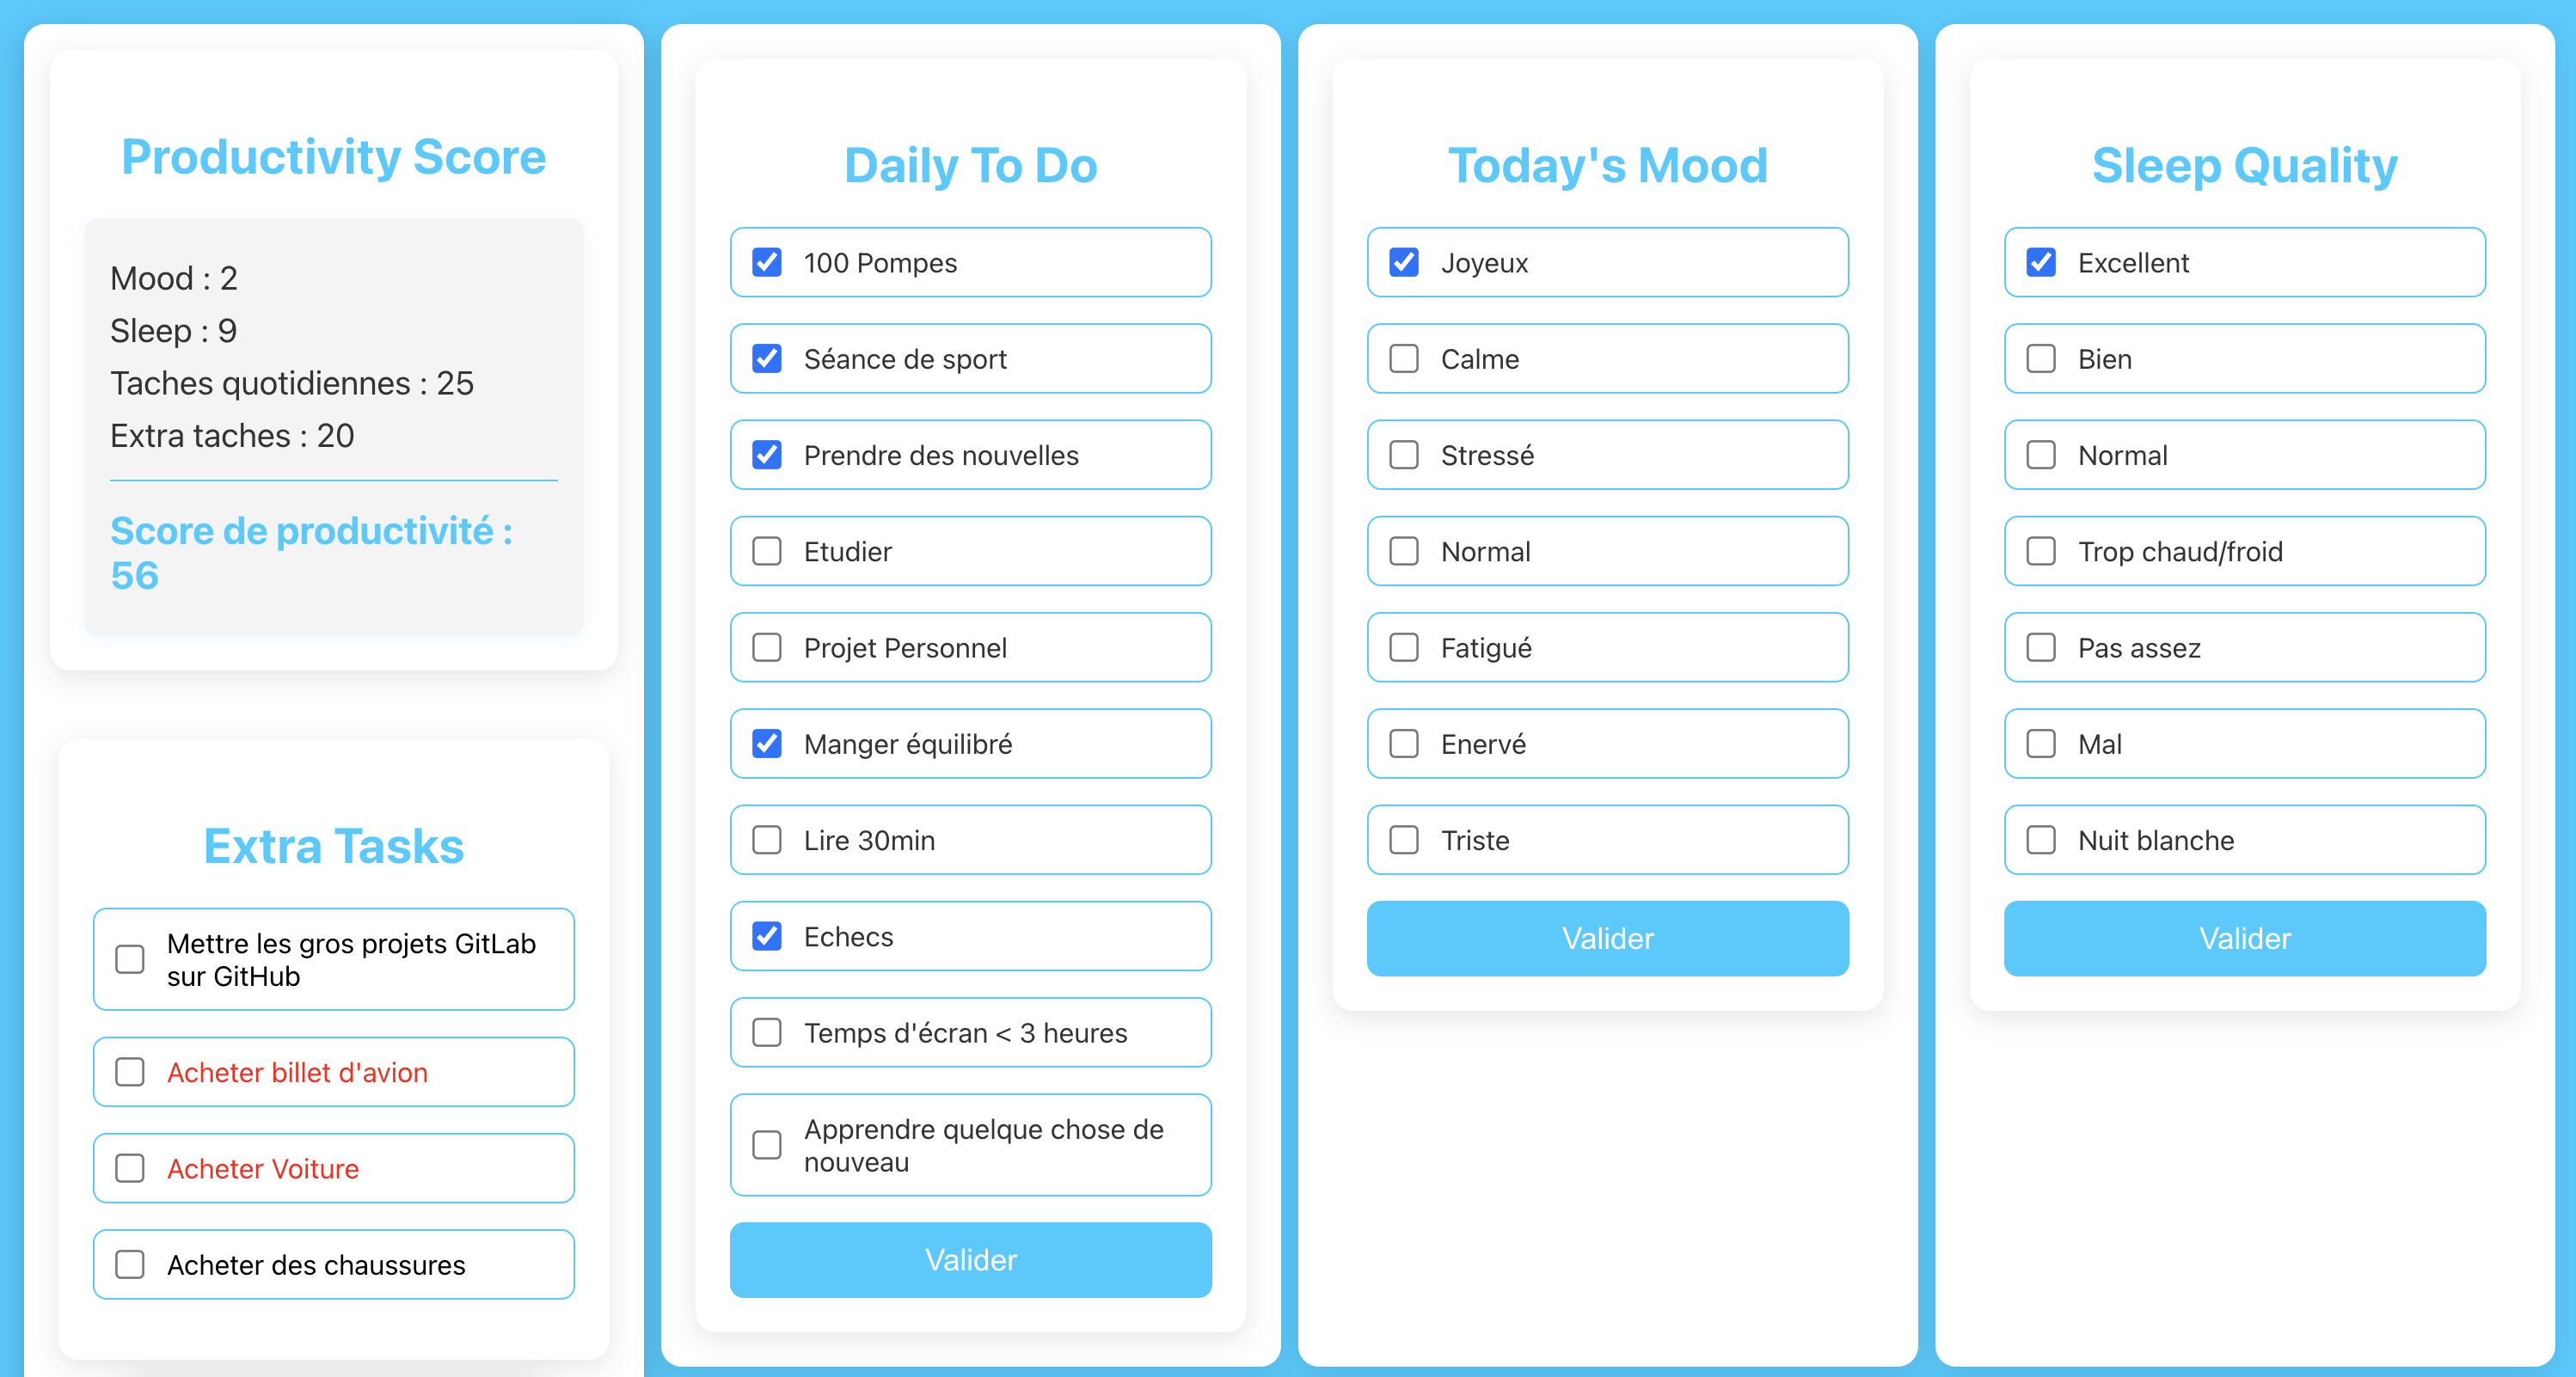 Productivity Score
Mood : 2
Sleep : 9
Taches quotidiennes : 25
Extra taches : 20
Score de productivité :
56
Extra Tasks
Mettre les gros projets GitLab
sur GitHub
Acheter billet d'avion
Acheter Voiture
Acheter des chaussures
Daily To Do
100 Pompes
Séance de sport
Prendre des nouvelles
Etudier
Projet Personnel
Manger équilibré
Lire 30min
Echecs
Temps d'écran < 3 heures
Apprendre quelque chose de
nouveau
Valider
Today's Mood
Joyeux
Calme
Stressé
Normal
Fatigué
Enervé
Triste
Valider
Sleep Quality
Excellent
Bien
Normal
Trop chaud/froid
Pas assez
Mal
Nuit blanche
Valider